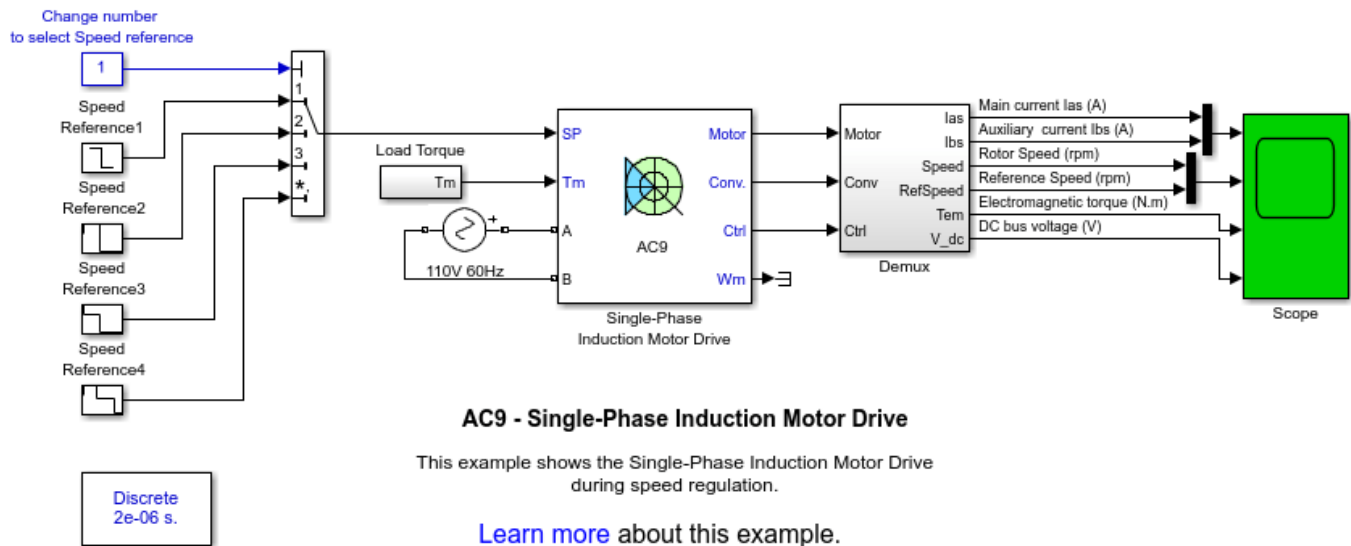 Change number
to select Speed reference
1
Speed
Reference1
Speed
Reference2
Speed
Reference3
Speed
Reference4
1
2
3
*,
Load Torque
Tm
110V 60Hz
+
SP
Tm
A
B
Motor
Conv.
Ctrl
Wm
AC9
Single-Phase
Induction Motor Drive
Motor
Conv
Ctrl
Ias
Ibs
Speed
RefSpeed
Tem
V_dc
Demux
Main current Ias (A)
Auxiliary current Ibs (A)
Rotor Speed (rpm)
Reference Speed (rpm)
Electromagnetic torque (N.m)
DC bus voltage (V)
Scope
AC9 - Single-Phase Induction Motor Drive
This example shows the Single-Phase Induction Motor Drive
during speed regulation.
Learn more about this example.
Discrete
2e-06 s.